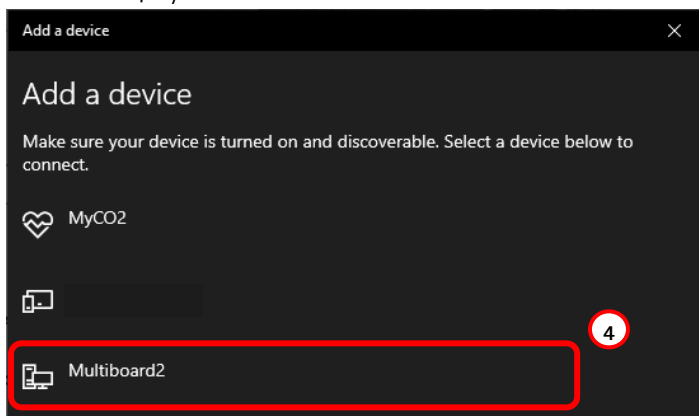 Add a device
Add a device
Make sure your device is turned on and discoverable. Select a device below to
connect.
MyCO2
4
Multiboard2